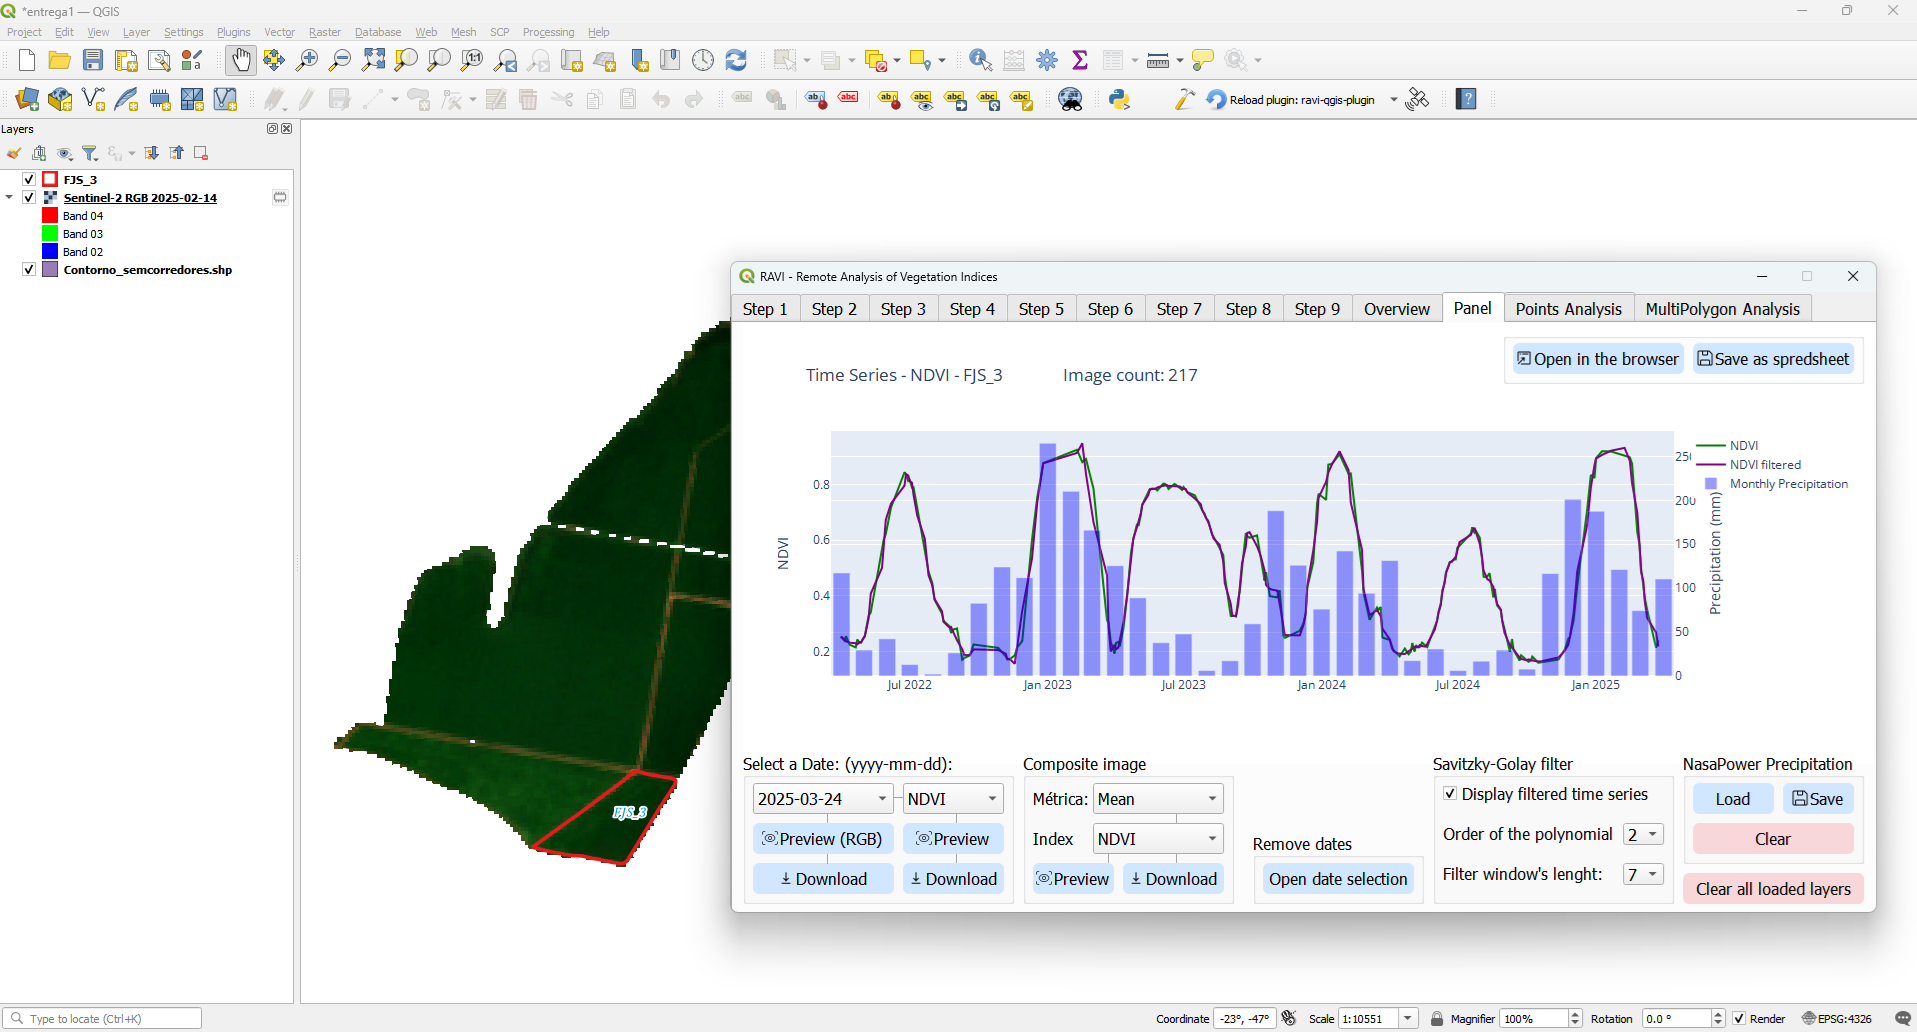 *entrega1 — QGIS
Project Edit View Layer Settings Plugins Vector Raster Database Web Mesh SCP Processing Help
Reload plugin: ravi-qgis-plugin
Layers
FJS_3
Sentinel-2 RGB 2025-02-14
Band 04
Band 03
Band 02
Contorno_semcorredores.shp
FJS_3
RAVI - Remote Analysis of Vegetation Indices
Step 1 Step 2 Step 3 Step 4 Step 5 Step 6 Step 7 Step 8 Step 9 Overview Panel Points Analysis MultiPolygon Analysis
Open in the browser Save as spredsheet
Time Series - NDVI - FJS_3 Image count: 217
NDVI
0.8
0.6
0.4
0.2
Jul 2022 Jan 2023 Jul 2023 Jan 2024 Jul 2024 Jan 2025
200
150
100
50
0
Precipitation (mm)
NDVI
NDVI filtered
Monthly Precipitation
Select a Date: (yyyy-mm-dd):
2025-03-24 NDVI
Preview (RGB) Preview
Download Download
Composite image
Métrica: Mean
Index NDVI
Preview Download
Remove dates
Open date selection
Savitzky-Golay filter
Display filtered time series
Order of the polynomial 2
Filter window's lenght: 7
NasaPower Precipitation
Load Save
Clear
Clear all loaded layers
Type to locate (Ctrl+K)
Coordinate -23°, -47° Scale 1:10551 Magnifier 100% Rotation 0.0 ° Render EPSG:4326